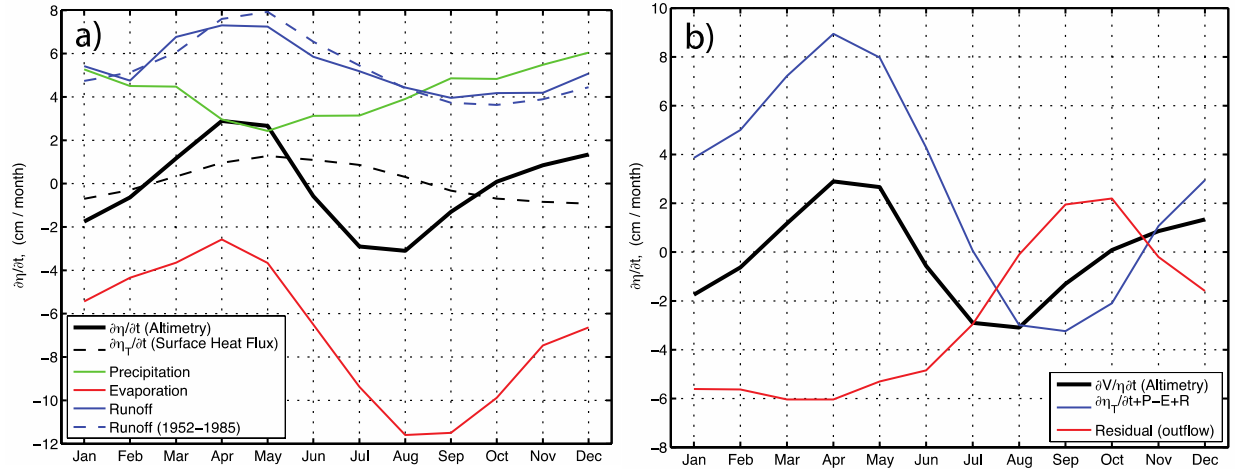 a)
8
6
4
2
0
−2
−4
−6
−8
−10
−12
∂η/∂t, (cm / month)
∂η/∂t (Altimetry)
∂η_T/∂t (Surface Heat Flux)
Precipitation
Evaporation
Runoff
Runoff (1952−1985)
Jan Feb Mar Apr May Jun Jul Aug Sep Oct Nov Dec
b)
10
8
6
4
2
0
−2
−4
−6
−8
∂η/∂t, (cm / month)
∂V/η∂t (Altimetry)
∂η_T/∂t+P−E+R
Residual (outflow)
Jan Feb Mar Apr May Jun Jul Aug Sep Oct Nov Dec